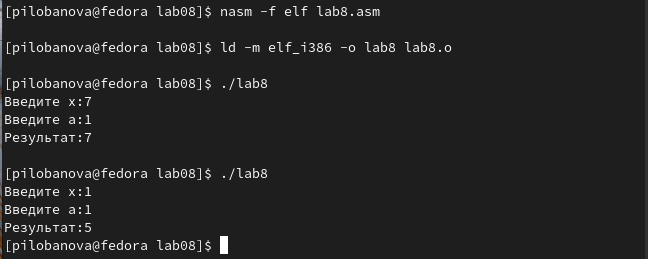 [pilobanova@fedora lab08]$ nasm -f elf lab8.asm
[pilobanova@fedora lab08]$ ld -m elf_i386 -o lab8 lab8.o
[pilobanova@fedora lab08]$ ./lab8
Введите x:7
Введите a:1
Результат:7
[pilobanova@fedora lab08]$ ./lab8
Введите x:1
Введите a:1
Результат:5
[pilobanova@fedora lab08]$